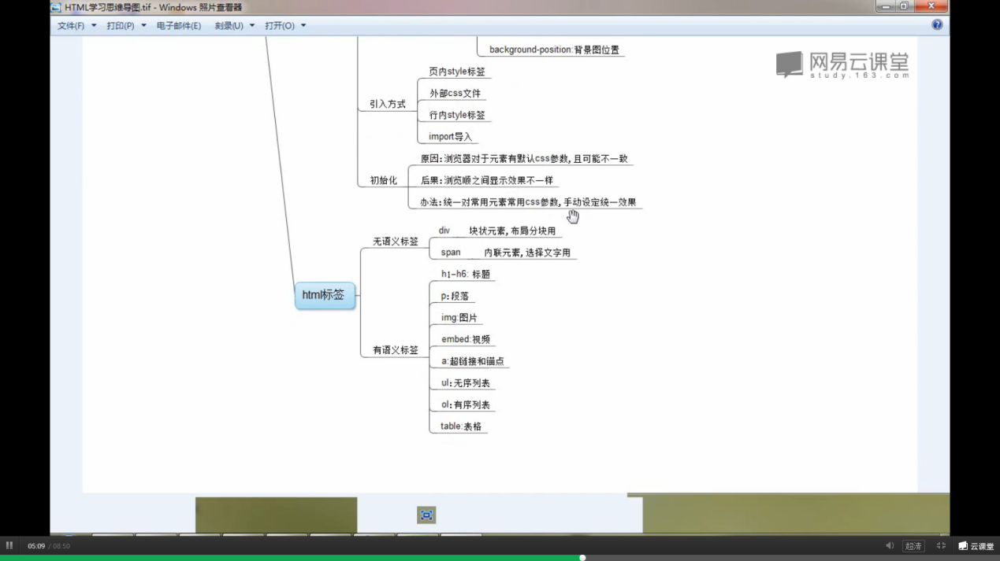 HTML学习思维导图.tif - Windows 照片查看器
文件(F) 打印(P) 电子邮件(E) 刻录(U) 打开(O)
background-position:背景图位置
网易云课堂
study.163.com
页内style标签
外部css文件
引入方式
行内style标签
import导入
原因:浏览器对于元素有默认css参数,且可能不一致
初始化
后果:浏览顺之间显示效果不一样
办法:统一对常用元素常用css参数,手动设定统一效果
无语义标签
div 块状元素,布局分块用
span 内联元素,选择文字用
h1-h6: 标题
html标签
p:段落
img:图片
embed:视频
有语义标签
a:超链接和锚点
ul:无序列表
ol:有序列表
table:表格
05:09 / 08:50
超清
云课堂